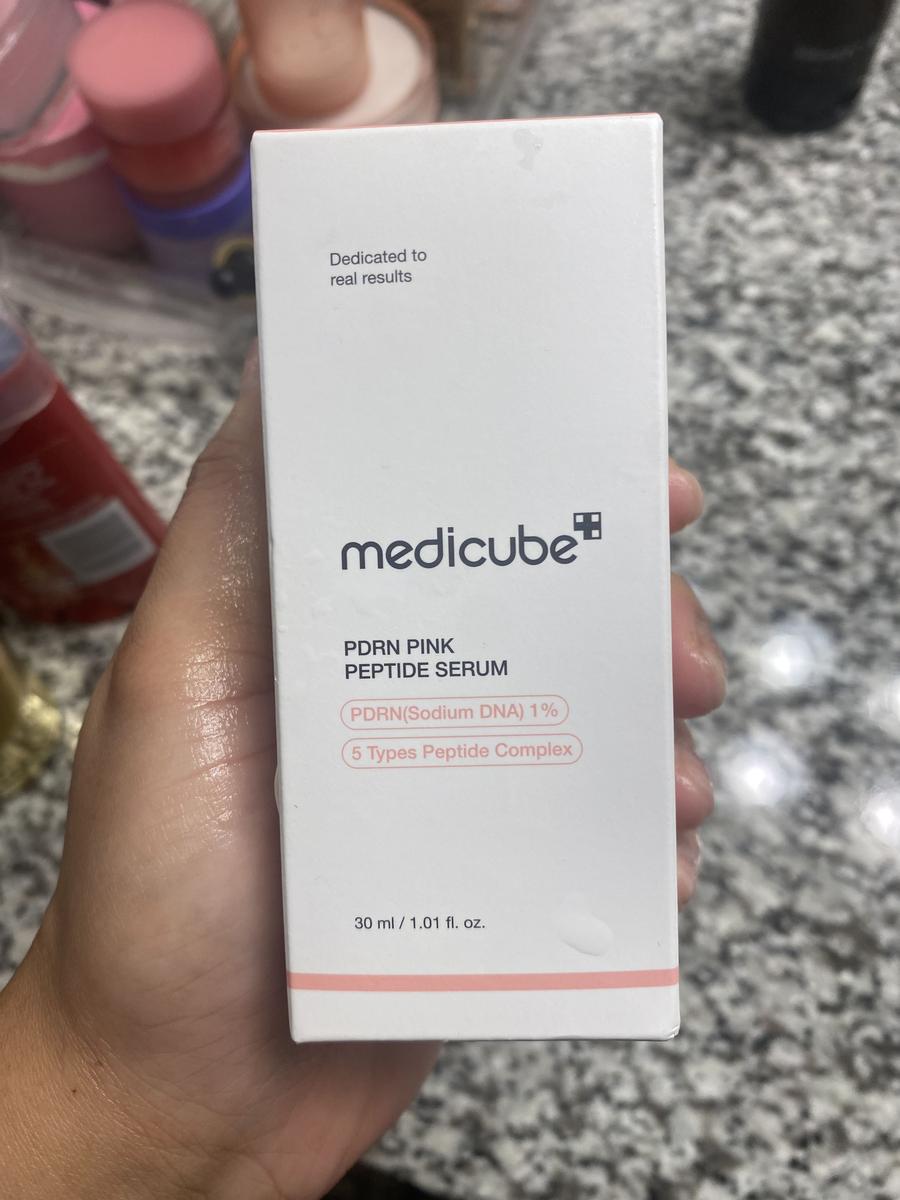 Dedicated to
real results
medicube
PDRN PINK
PEPTIDE SERUM
PDRN(Sodium DNA) 1%
5 Types Peptide Complex
30 ml / 1.01 fl. oz.